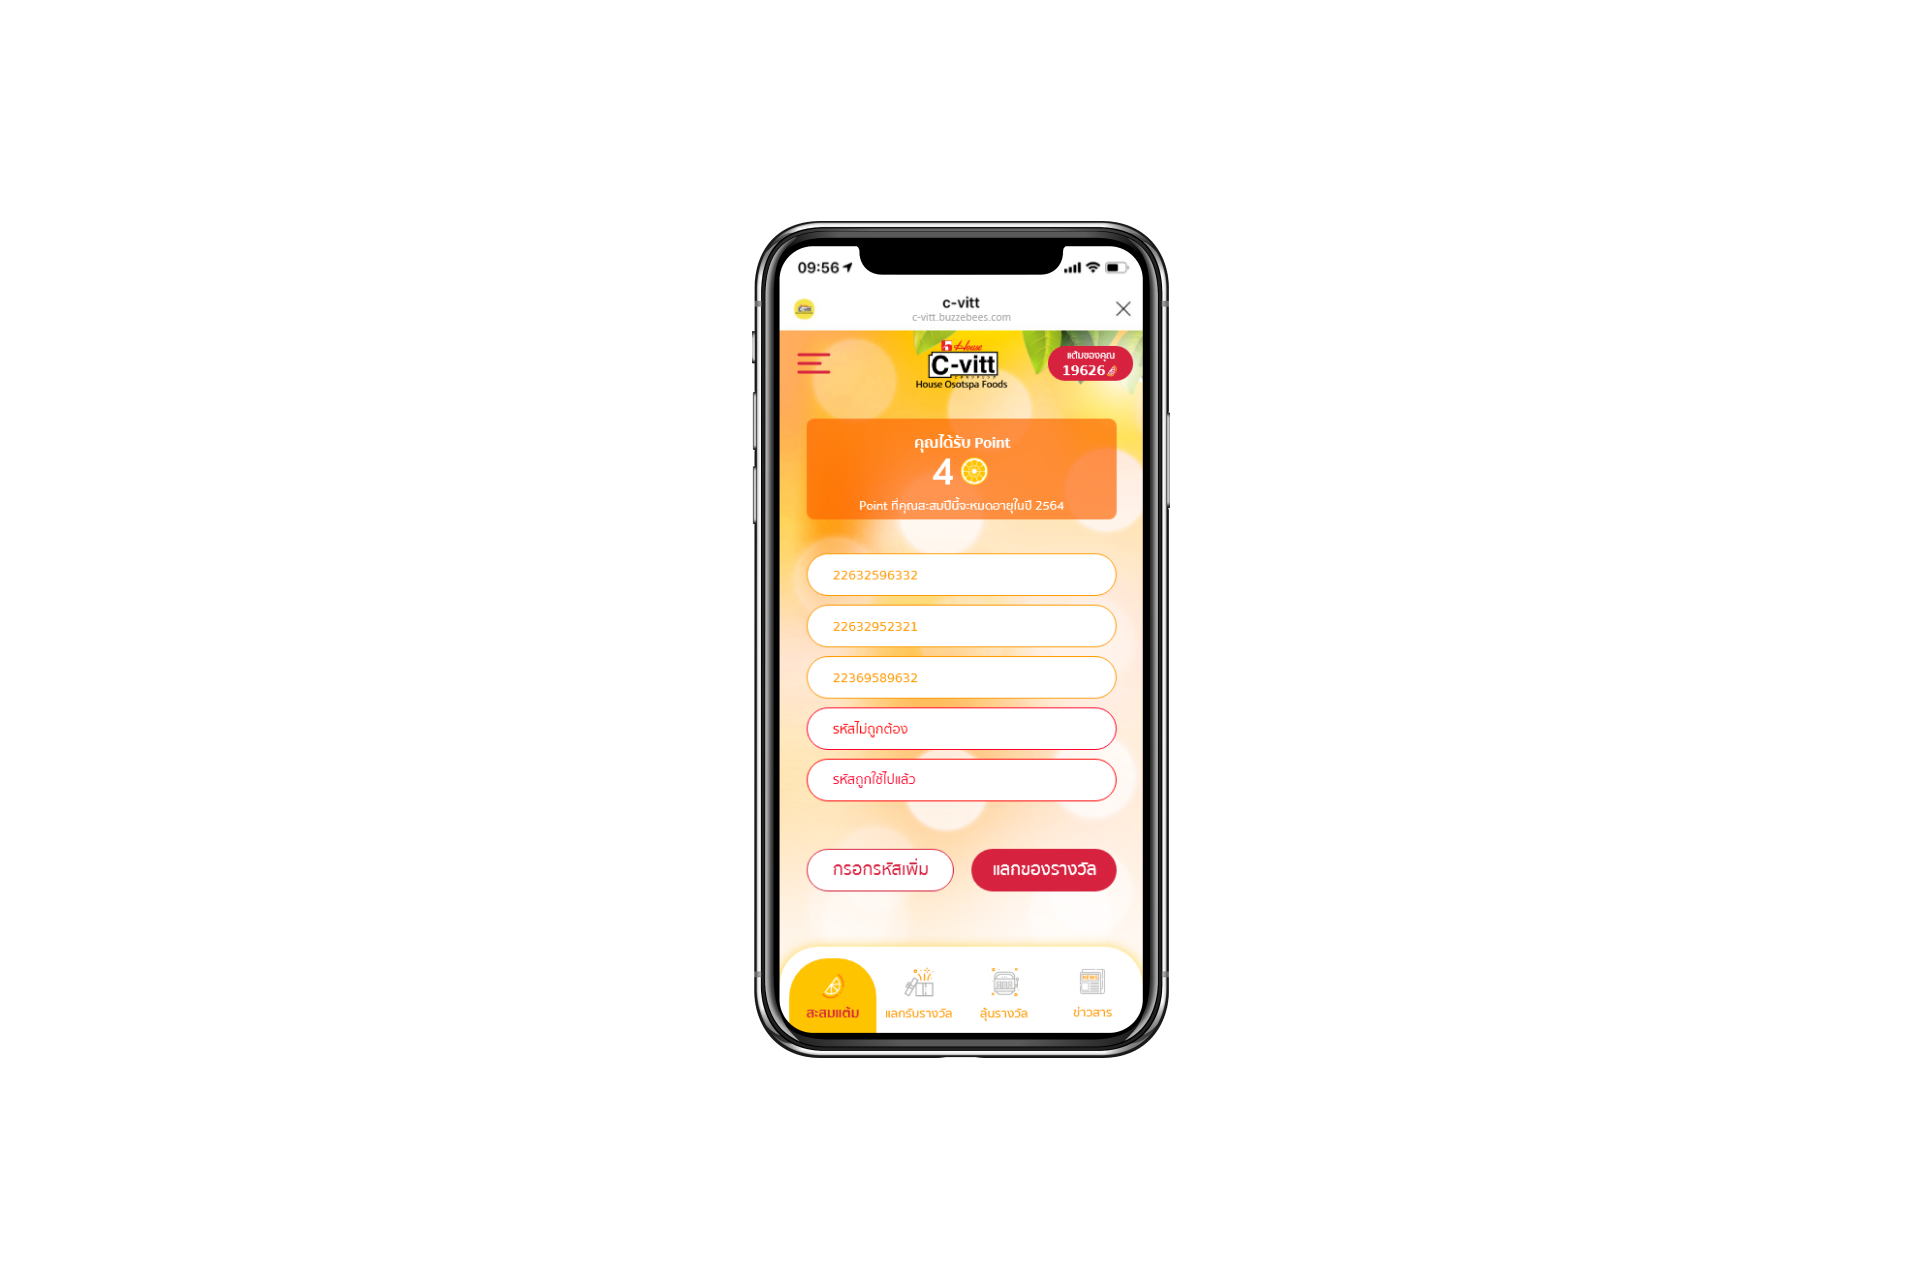 09:56
c-vitt
c-vitt.buzzebees.com
House
C-vitt
House Osotspa Foods
แต้มของคุณ
19626
คุณได้รับ Point
4
Point ที่คุณสะสมปีนี้จะหมดอายุในปี 2564
22632596332
22632952321
22369589632
รหัสไม่ถูกต้อง
รหัสถูกใช้ไปแล้ว
กรอกรหัสเพิ่ม
แลกของรางวัล
สะสมแต้ม
แลกรับรางวัล
ลุ้นรางวัล
NEWS
ข่าวสาร